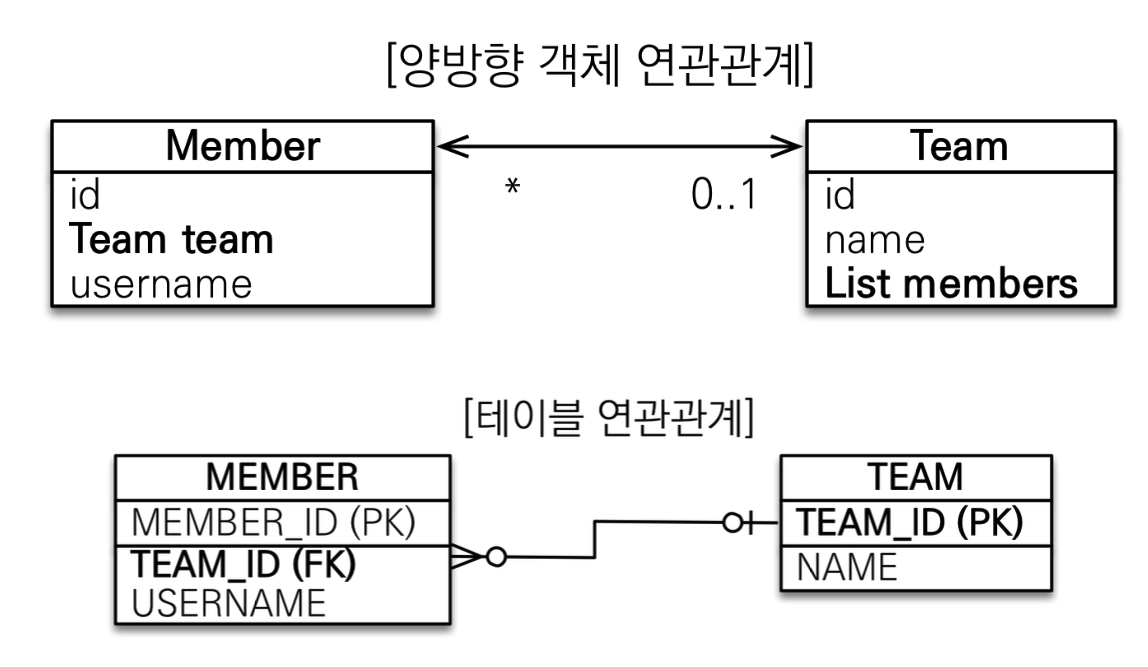 [양방향 객체 연관관계]
Member
id
Team team
username
*
0..1
Team
id
name
List members
[테이블 연관관계]
MEMBER
MEMBER_ID (PK)
TEAM_ID (FK)
USERNAME
TEAM
TEAM_ID (PK)
NAME